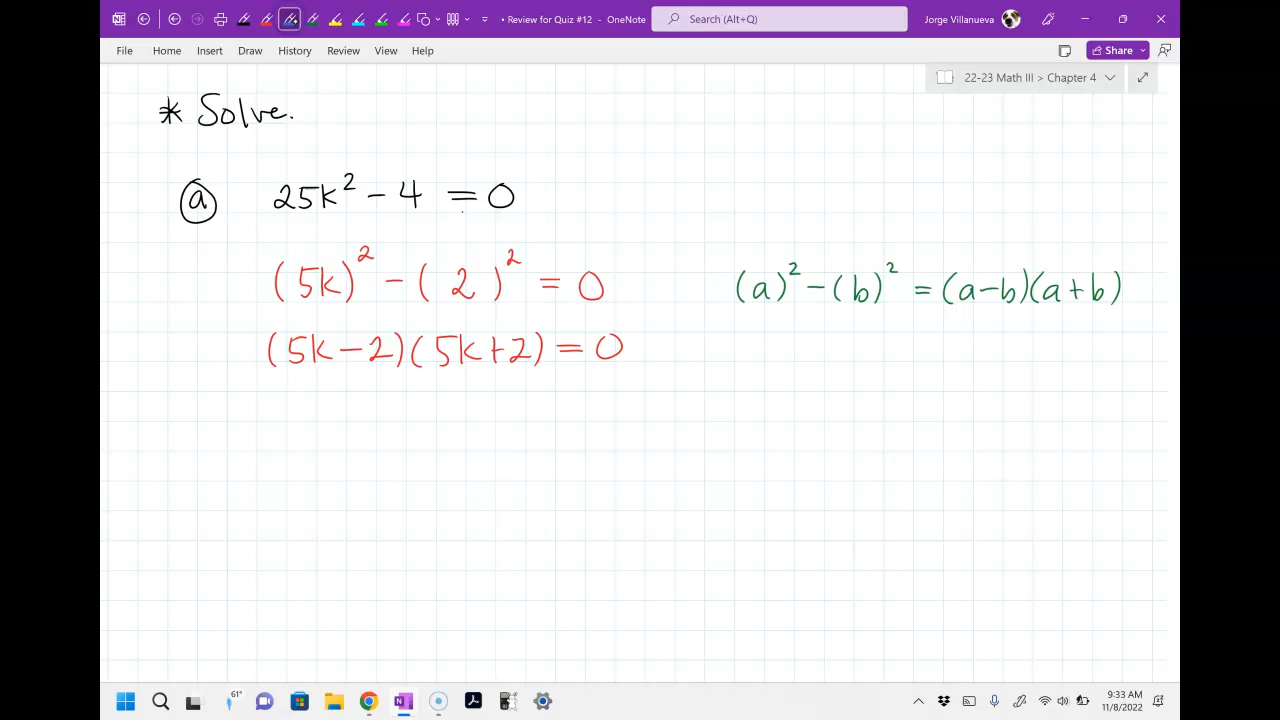 Review for Quiz #12 - OneNote
Search (Alt+Q)
Jorge Villanueva
File Home Insert Draw History Review View Help
Share
22-23 Math III > Chapter 4
* Solve.
ⓐ 25k² - 4 = 0
(5k)² - (2)² = 0
(a)² - (b)² = (a-b)(a+b)
(5k-2)(5k+2) = 0
61°
9:33 AM
11/8/2022